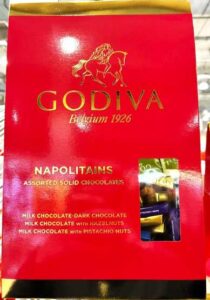 GODIVA
Belgium 1926
NAPOLITAINS
ASSORTED SOLID CHOCOLATES
MILK CHOCOLATE-DARK CHOCOLATE
MILK CHOCOLATE with HAZELNUTS
MILK CHOCOLATE with PISTACHIO NUTS